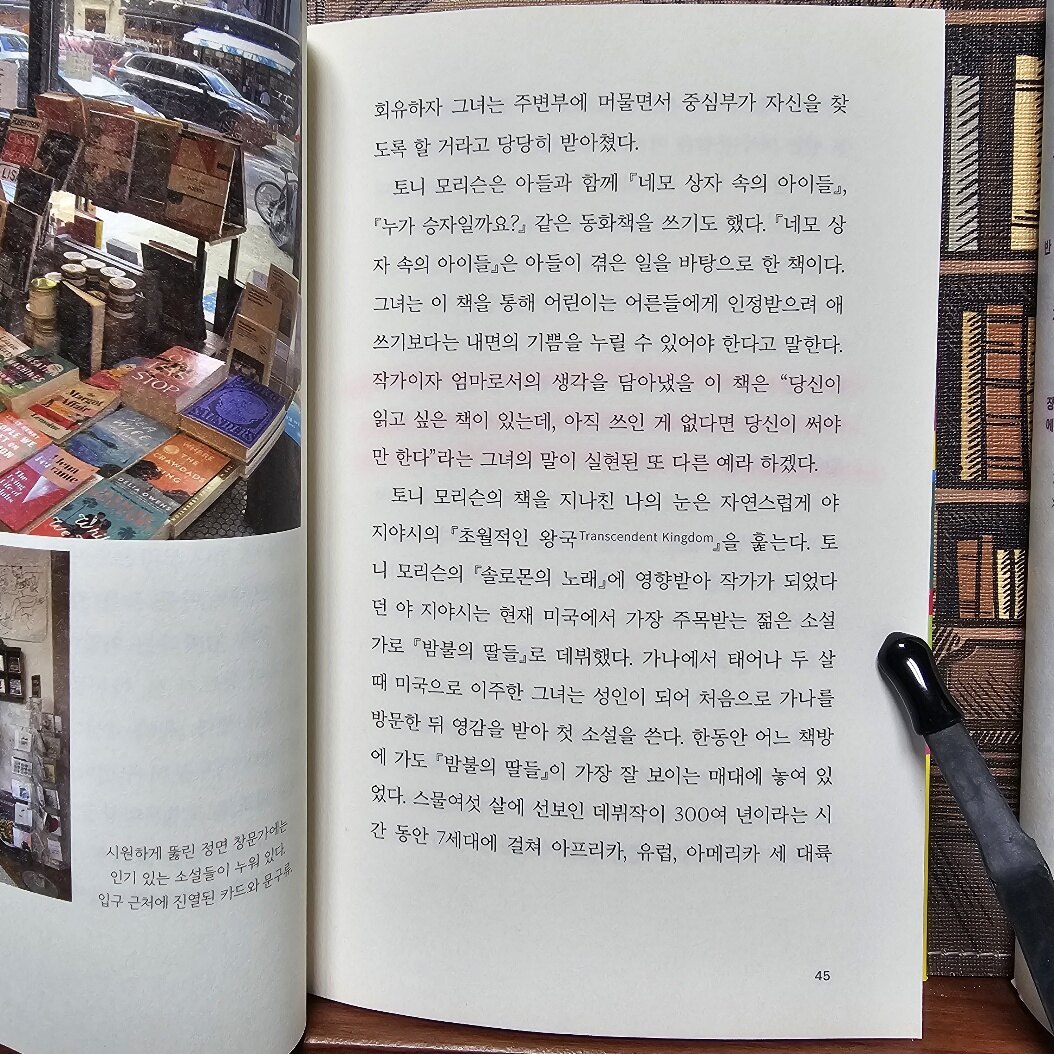 STOP
SAUNDERS
WHERE
THE
CRAWDADS
SING
DELIA OWENS
시원하게 뚫린 정면 창문가에는
인기 있는 소설들이 누워 있다.
입구 근처에 진열된 카드와 문구류.
회유하자 그녀는 주변부에 머물면서 중심부가 자신을 찾
도록 할 거라고 당당히 받아쳤다.
토니 모리슨은 아들과 함께 『네모 상자 속의 아이들』,
『누가 승자일까요?』 같은 동화책을 쓰기도 했다. 『네모 상
자 속의 아이들』은 아들이 겪은 일을 바탕으로 한 책이다.
그녀는 이 책을 통해 어린이는 어른들에게 인정받으려 애
쓰기보다는 내면의 기쁨을 누릴 수 있어야 한다고 말한다.
작가이자 엄마로서의 생각을 담아냈을 이 책은 “당신이
읽고 싶은 책이 있는데, 아직 쓰인 게 없다면 당신이 써야
만 한다”라는 그녀의 말이 실현된 또 다른 예라 하겠다.
토니 모리슨의 책을 지나친 나의 눈은 자연스럽게 야
지야시의 『초월적인 왕국Transcendent Kingdom』을 훑는다. 토
니 모리슨의 『솔로몬의 노래』에 영향받아 작가가 되었다
던 야 지야시는 현재 미국에서 가장 주목받는 젊은 소설
가로 『밤불의 딸들』로 데뷔했다. 가나에서 태어나 두 살
때 미국으로 이주한 그녀는 성인이 되어 처음으로 가나를
방문한 뒤 영감을 받아 첫 소설을 쓴다. 한동안 어느 책방
에 가도 『밤불의 딸들』이 가장 잘 보이는 매대에 놓여 있
었다. 스물여섯 살에 선보인 데뷔작이 300여 년이라는 시
간 동안 7세대에 걸쳐 아프리카, 유럽, 아메리카 세 대륙
45